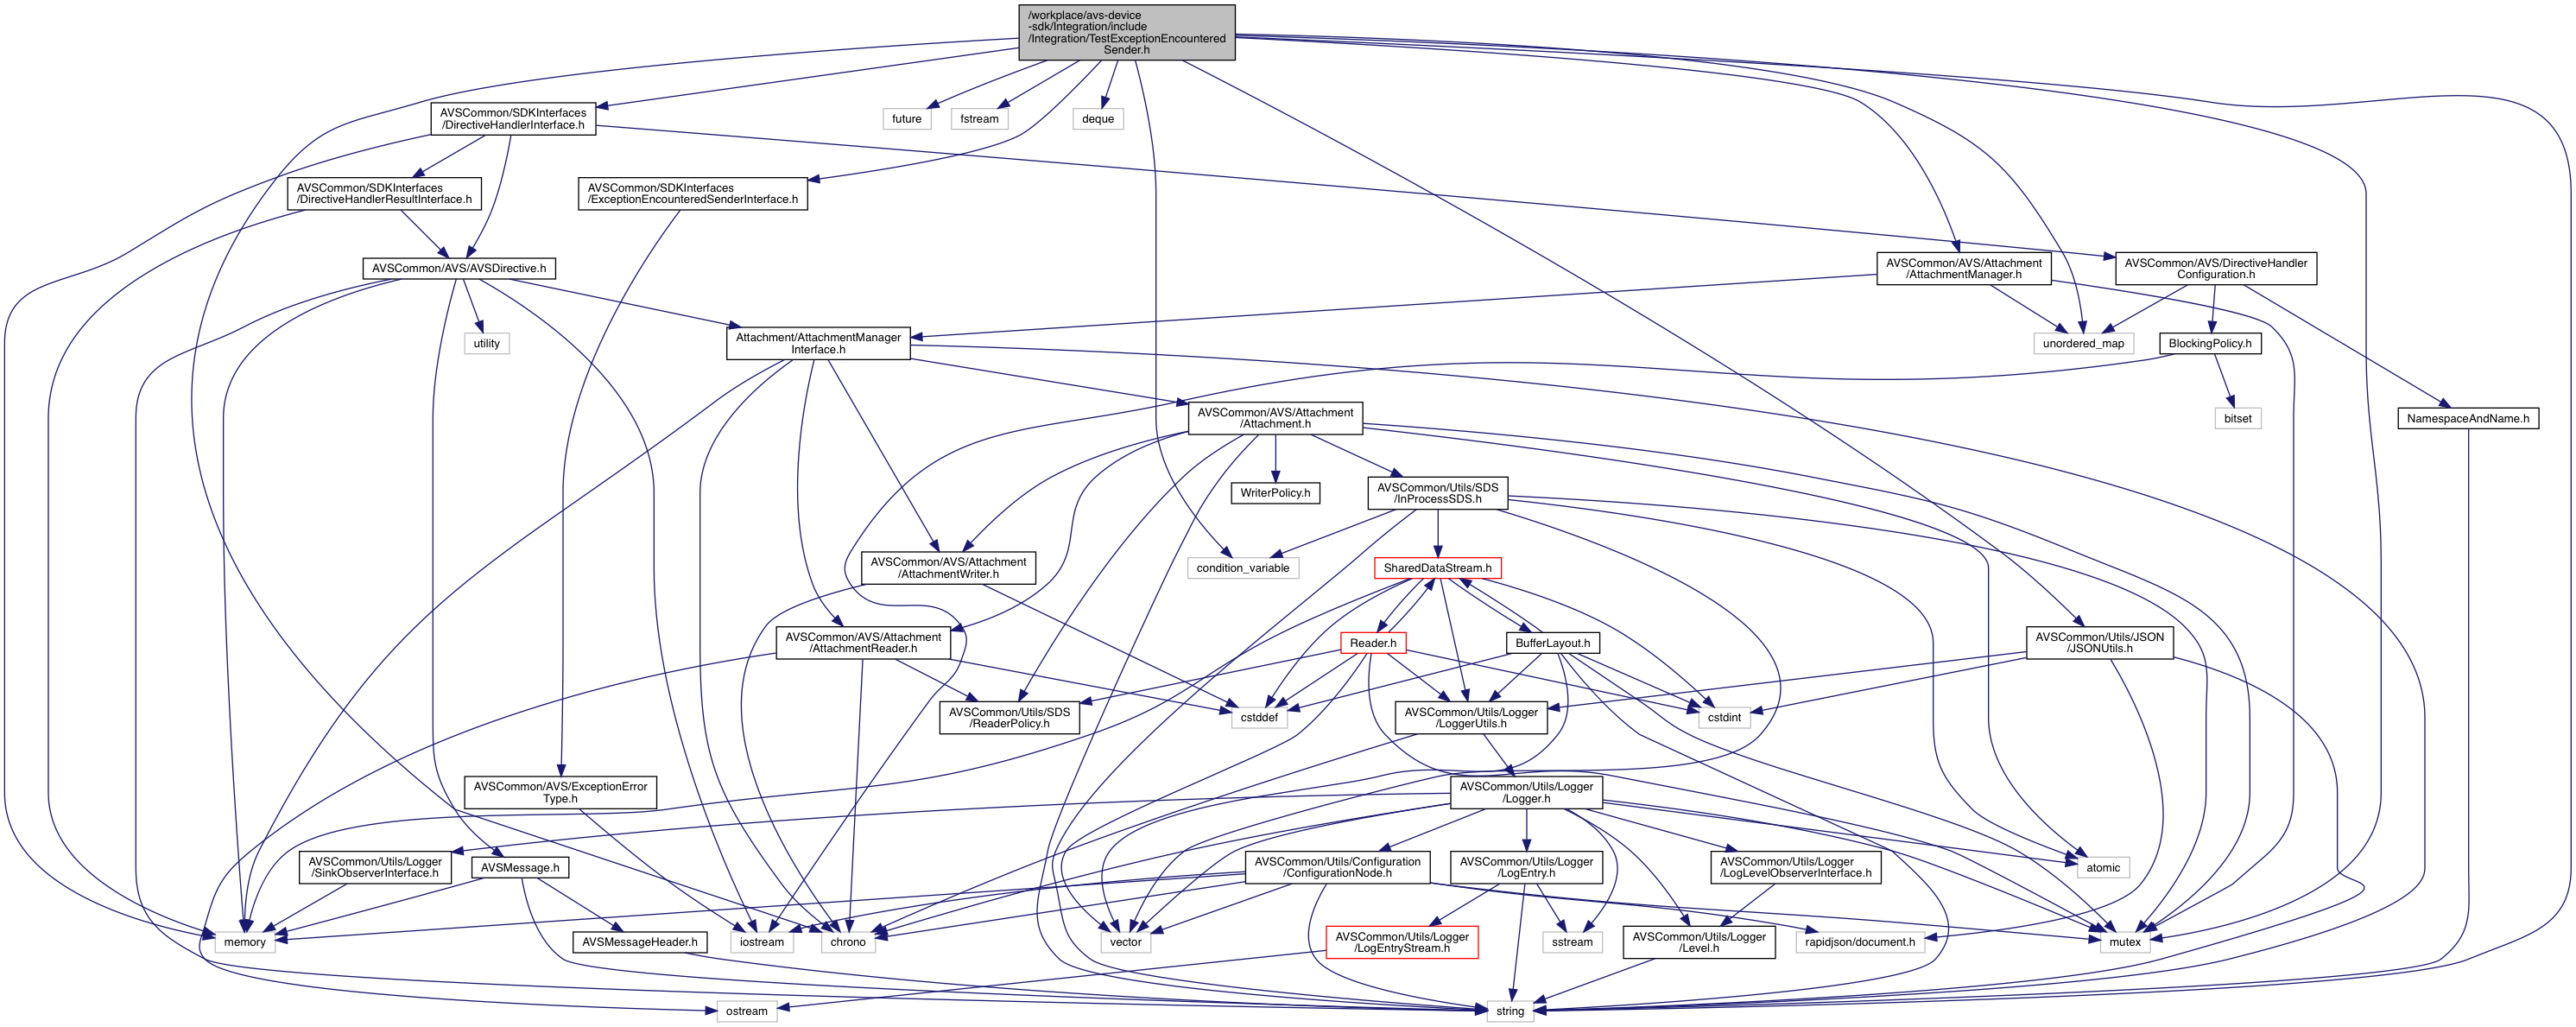 /workplace/avs-device
-sdk/Integration/include
/Integration/TestExceptionEncountered
Sender.h
AVSCommon/SDKInterfaces
/DirectiveHandlerInterface.h
future
fstream
deque
AVSCommon/SDKInterfaces
/DirectiveHandlerResultInterface.h
AVSCommon/SDKInterfaces
/ExceptionEncounteredSenderInterface.h
AVSCommon/AVS/AVSDirective.h
AVSCommon/AVS/Attachment
/AttachmentManager.h
AVSCommon/AVS/DirectiveHandler
Configuration.h
utility
Attachment/AttachmentManager
Interface.h
unordered_map
BlockingPolicy.h
AVSCommon/AVS/Attachment
/Attachment.h
bitset
NamespaceAndName.h
WriterPolicy.h
AVSCommon/Utils/SDS
/InProcessSDS.h
AVSCommon/AVS/Attachment
/AttachmentWriter.h
condition_variable
SharedDataStream.h
AVSCommon/AVS/Attachment
/AttachmentReader.h
Reader.h
BufferLayout.h
AVSCommon/Utils/JSON
/JSONUtils.h
AVSCommon/Utils/SDS
/ReaderPolicy.h
cstddef
AVSCommon/Utils/Logger
/LoggerUtils.h
cstdint
AVSCommon/AVS/ExceptionError
Type.h
AVSCommon/Utils/Logger
/Logger.h
AVSCommon/Utils/Logger
/SinkObserverInterface.h
AVSMessage.h
AVSCommon/Utils/Configuration
/ConfigurationNode.h
AVSCommon/Utils/Logger
/LogEntry.h
AVSCommon/Utils/Logger
/LogLevelObserverInterface.h
atomic
memory
AVSMessageHeader.h
iostream
chrono
vector
AVSCommon/Utils/Logger
/LogEntryStream.h
sstream
AVSCommon/Utils/Logger
/Level.h
rapidjson/document.h
mutex
ostream
string